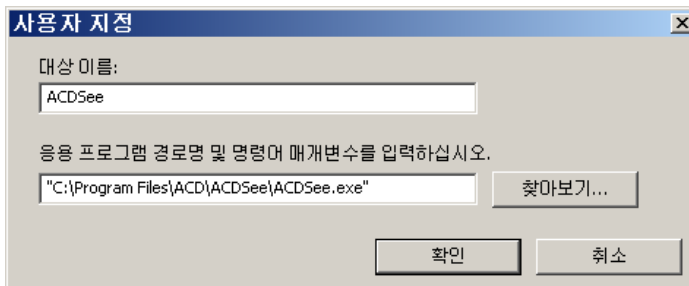 사용자 지정
대상 이름:
ACDSee
응용 프로그램 경로명 및 명령어 매개변수를 입력하십시오.
"C:\Program Files\ACD\ACDSee\ACDSee.exe"
찾아보기...
확인
취소